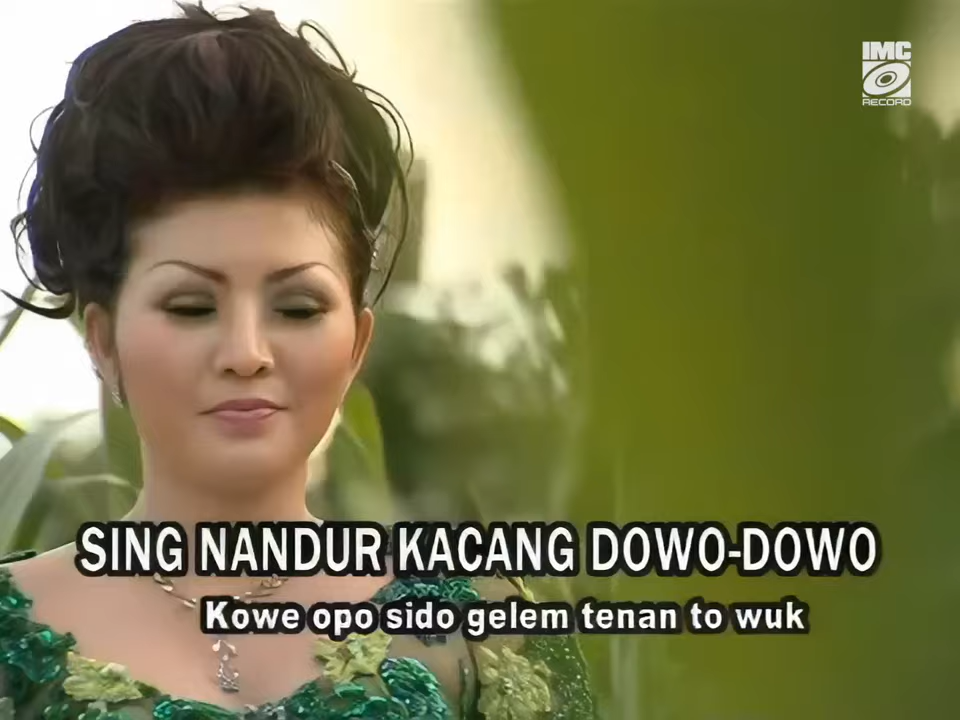 IMC
RECORD
SING NANDUR KACANG DOWO-DOWO
Kowe opo sido gelem tenan to wuk